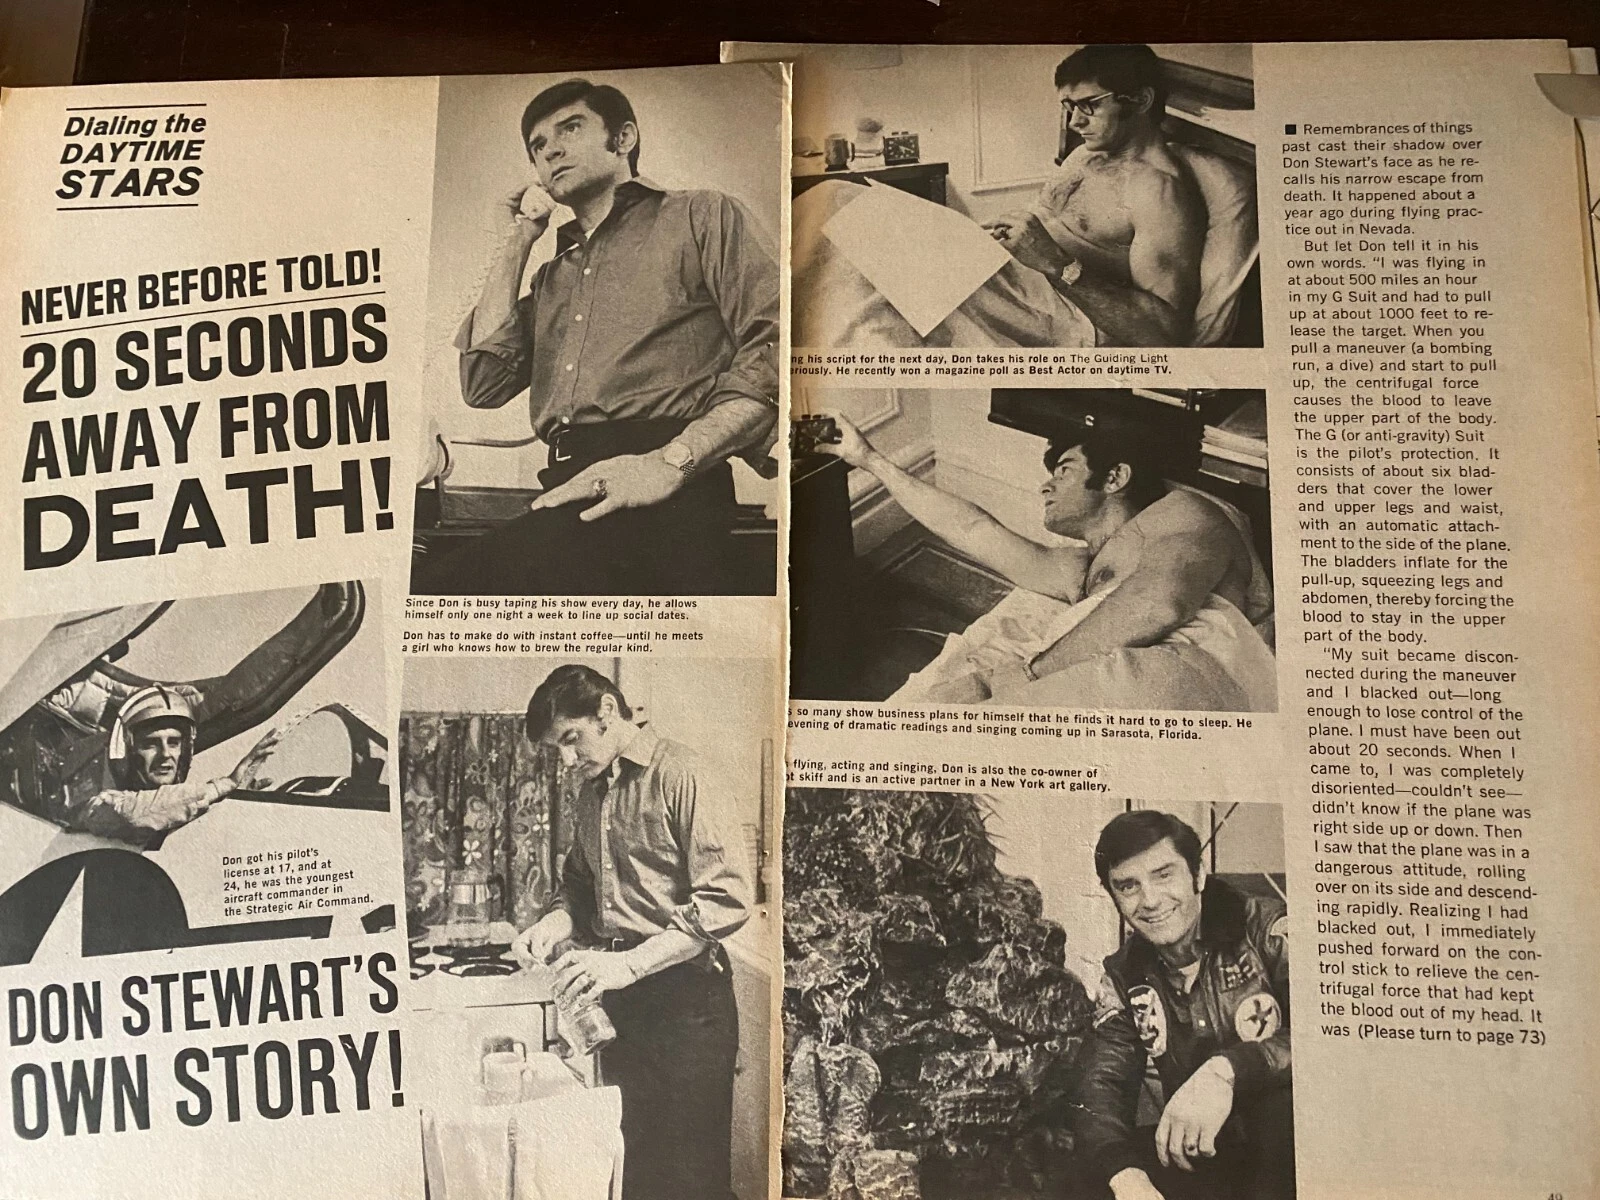 Dialing the
DAYTIME
STARS
NEVER BEFORE TOLD!
20 SECONDS
AWAY FROM
DEATH!
Don got his pilot's
license at 17, and at
24, he was the youngest
aircraft commander in
the Strategic Air Command.
DON STEWART'S
OWN STORY!
Since Don is busy taping his show every day, he allows
himself only one night a week to line up social dates.
Don has to make do with instant coffee—until he meets
a girl who knows how to brew the regular kind.
ng his script for the next day, Don takes his role on The Guiding Light
riously. He recently won a magazine poll as Best Actor on daytime TV.
s so many show business plans for himself that he finds it hard to go to sleep. He
evening of dramatic readings and singing coming up in Sarasota, Florida.
flying, acting and singing, Don is also the co-owner of
t skiff and is an active partner in a New York art gallery.
■ Remembrances of things
past cast their shadow over
Don Stewart's face as he re-
calls his narrow escape from
death. It happened about a
year ago during flying prac-
tice out in Nevada.
But let Don tell it in his
own words. "I was flying in
at about 500 miles an hour
in my G Suit and had to pull
up at about 1000 feet to re-
lease the target. When you
pull a maneuver (a bombing
run, a dive) and start to pull
up, the centrifugal force
causes the blood to leave
the upper part of the body.
The G (or anti-gravity) Suit
is the pilot's protection. It
consists of about six blad-
ders that cover the lower
and upper legs and waist,
with an automatic attach-
ment to the side of the plane.
The bladders inflate for the
pull-up, squeezing legs and
abdomen, thereby forcing the
blood to stay in the upper
part of the body.
"My suit became discon-
nected during the maneuver
and I blacked out—long
enough to lose control of the
plane. I must have been out
about 20 seconds. When I
came to, I was completely
disoriented—couldn't see—
didn't know if the plane was
right side up or down. Then
I saw that the plane was in a
dangerous attitude, rolling
over on its side and descend-
ing rapidly. Realizing I had
blacked out, I immediately
pushed forward on the con-
trol stick to relieve the cen-
trifugal force that had kept
the blood out of my head. It
was (Please turn to page 73)